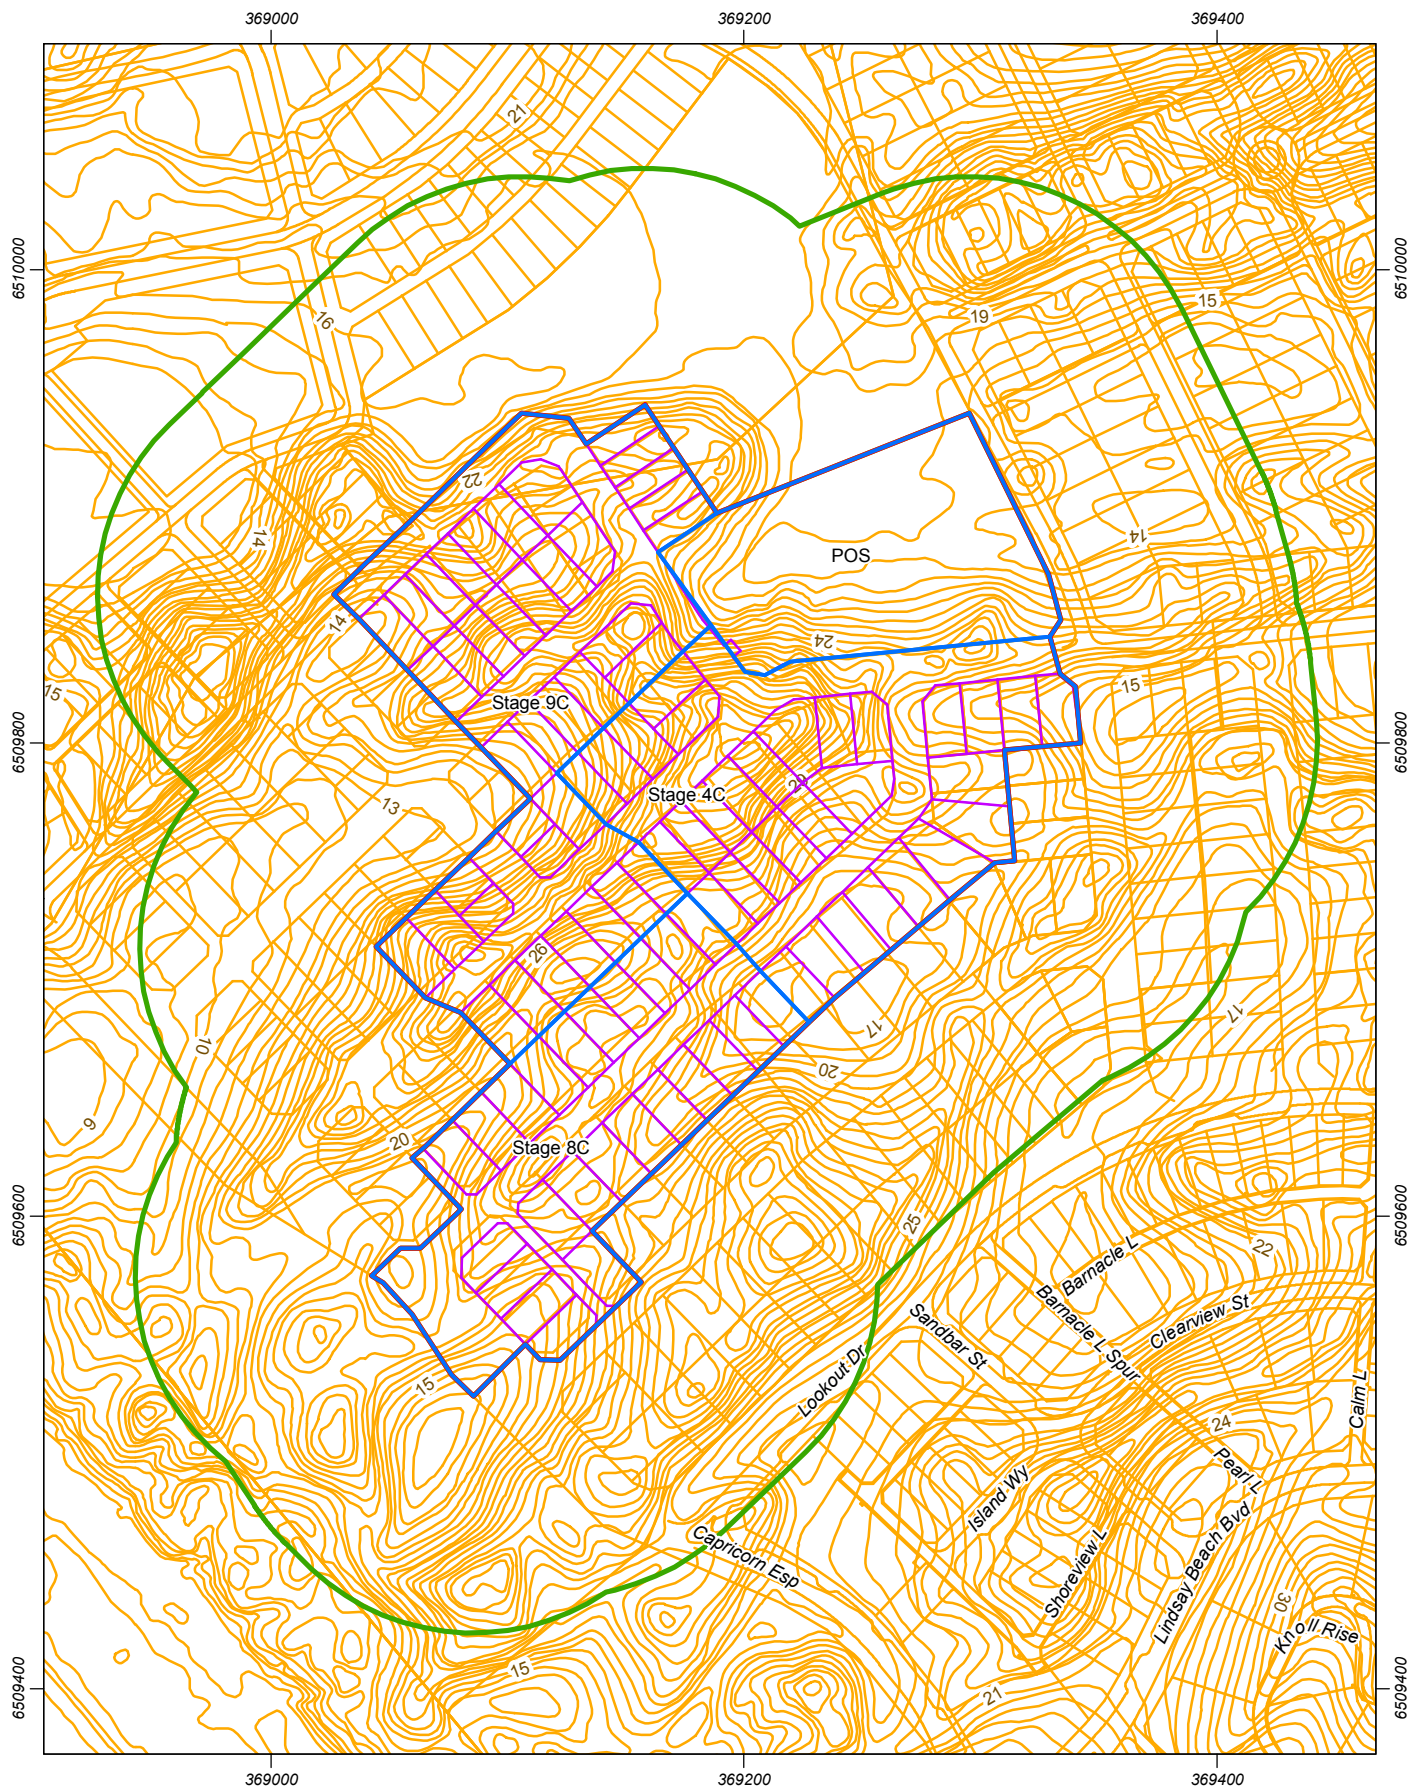 369000
369200
369400
21
6510000
6510000
15
16
19
22
14
14
POS
14
24
15
15
Stage 9C
6509800
6509800
29
Stage 4C
13
26
17
17
10
20
9
20
Stage 8C
6509600
6509600
25
22
Barnacle L
Barnacle L Spur
Clearview St
Sandbar St
Lookout Dr
15
Calm L
24
Pearl L
Island Wy
Capricorn Esp
Shoreview L
Lindsay Beach Bvd
30
Knoll Rise
15
6509400
6509400
21
369000
369200
369400